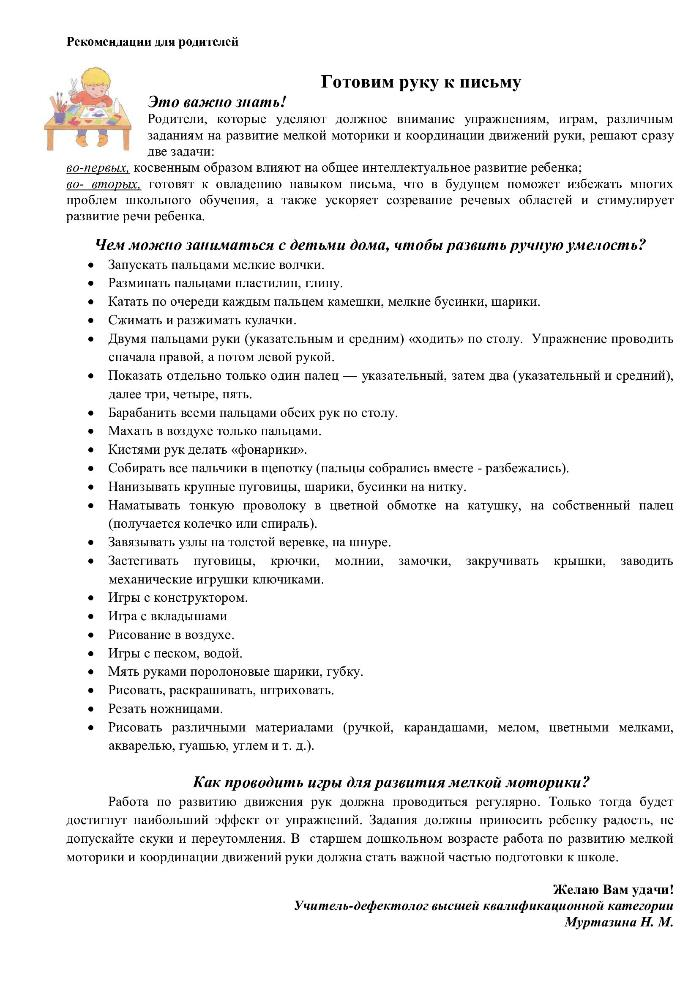 Рекомендации для родителей
Готовим руку к письму
Это важно знать!
Родители, которые уделяют должное внимание упражнениям, играм, различным
заданиям на развитие мелкой моторики и координации движений руки, решают сразу
две задачи:
во-первых, косвенным образом влияют на общее интеллектуальное развитие ребенка;
во- вторых, готовят к овладению навыком письма, что в будущем поможет избежать многих
проблем школьного обучения, а также ускоряет созревание речевых областей и стимулирует
развитие речи ребенка.
Чем можно заниматься с детьми дома, чтобы развить ручную умелость?
• Запускать пальцами мелкие волчки.
• Разминать пальцами пластилин, глину.
• Катать по очереди каждым пальцем камешки, мелкие бусинки, шарики.
• Сжимать и разжимать кулачки.
• Двумя пальцами руки (указательным и средним) «ходить» по столу. Упражнение проводить
сначала правой, а потом левой рукой.
• Показать отдельно только один палец — указательный, затем два (указательный и средний),
далее три, четыре, пять.
• Барабанить всеми пальцами обеих рук по столу.
• Махать в воздухе только пальцами.
• Кистями рук делать «фонарики».
• Собирать все пальчики в щепотку (пальцы собрались вместе - разбежались).
• Нанизывать крупные пуговицы, шарики, бусинки на нитку.
• Наматывать тонкую проволоку в цветной обмотке на катушку, на собственный палец
(получается колечко или спираль).
• Завязывать узлы на толстой веревке, на шнуре.
• Застегивать пуговицы, крючки, молнии, замочки, закручивать крышки, заводить
механические игрушки ключиками.
• Игры с конструктором.
• Игра с вкладышами
• Рисование в воздухе.
• Игры с песком, водой.
• Мять руками поролоновые шарики, губку.
• Рисовать, раскрашивать, штриховать.
• Резать ножницами.
• Рисовать различными материалами (ручкой, карандашами, мелом, цветными мелками,
акварелью, гуашью, углем и т. д.).
Как проводить игры для развития мелкой моторики?
Работа по развитию движения рук должна проводиться регулярно. Только тогда будет
достигнут наибольший эффект от упражнений. Задания должны приносить ребенку радость, не
допускайте скуки и переутомления. В старшем дошкольном возрасте работа по развитию мелкой
моторики и координации движений руки должна стать важной частью подготовки к школе.
Желаю Вам удачи!
Учитель-дефектолог высшей квалификационной категории
Муртазина Н. М.